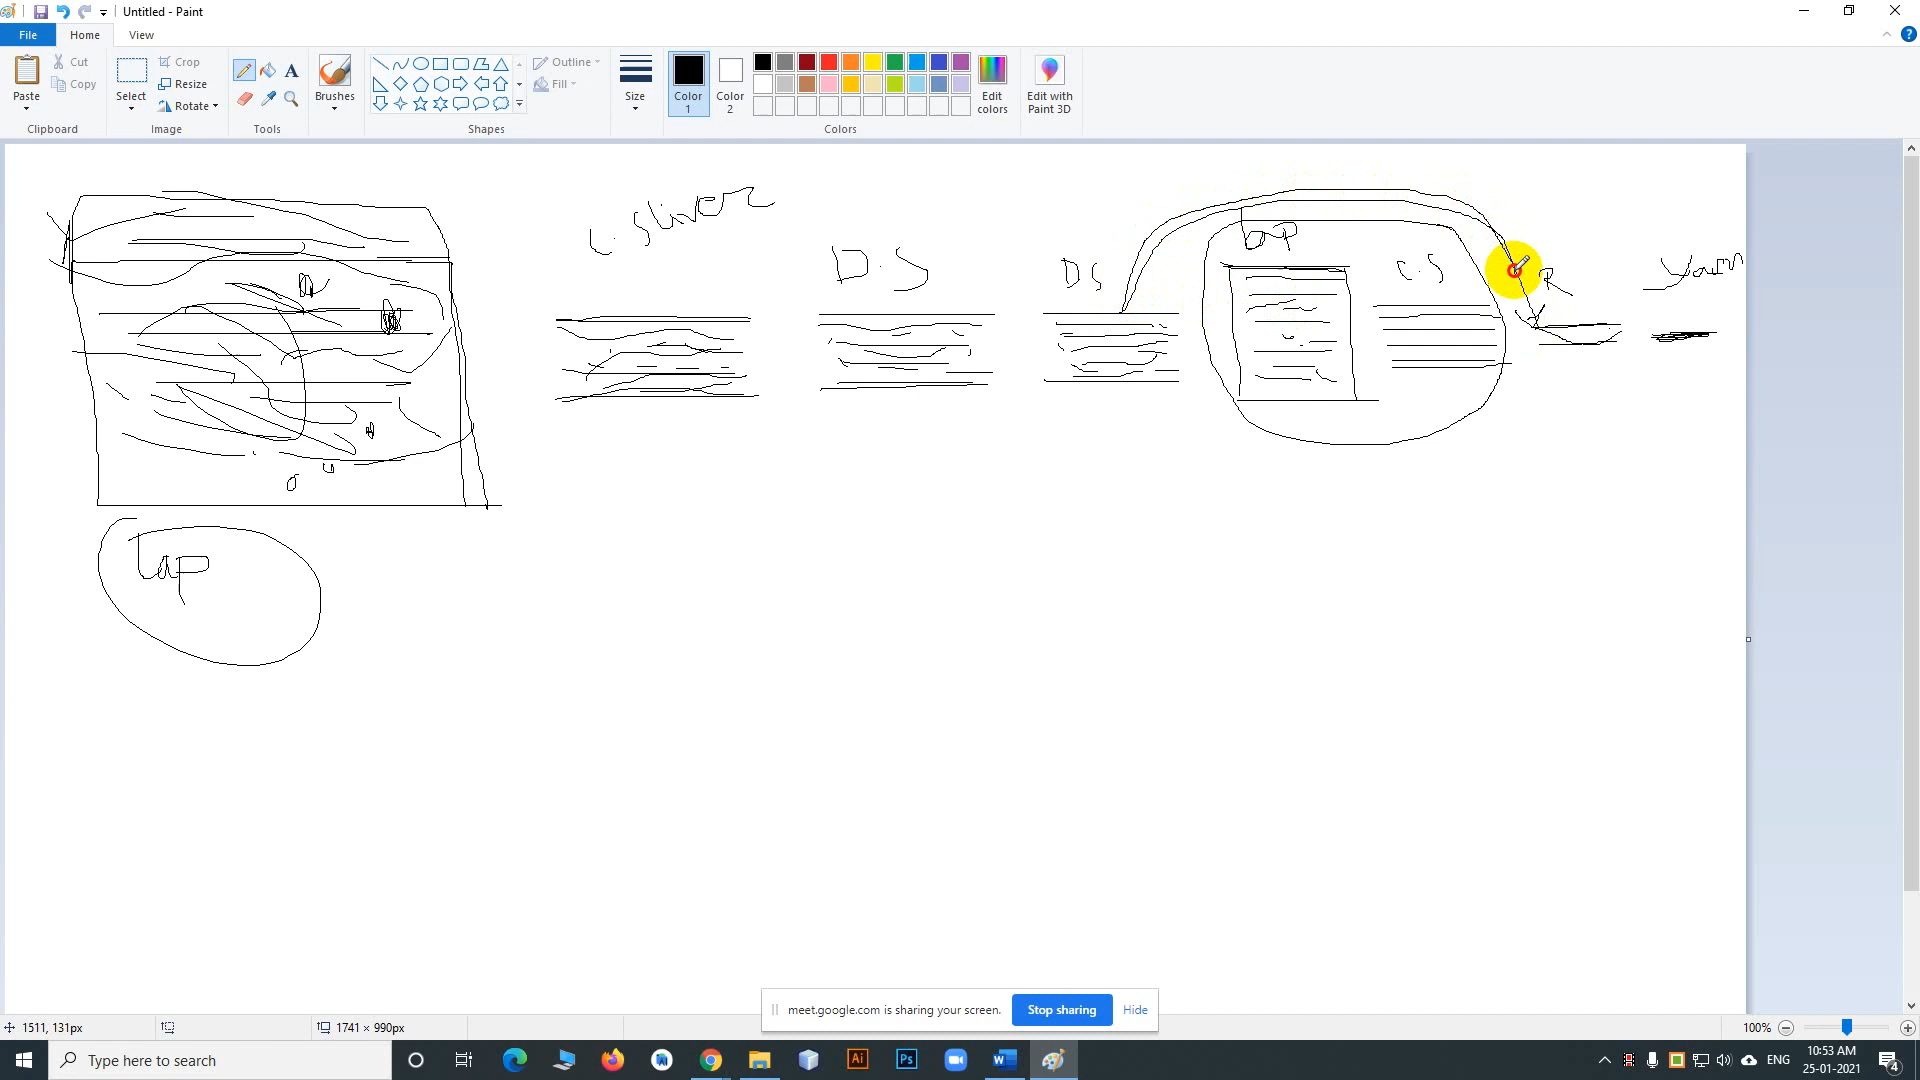 Untitled - Paint
File
Home
View
Paste
Cut
Copy
Clipboard
Select
Crop
Resize
Rotate
Image
Tools
Brushes
Shapes
Outline
Fill
Size
Color 1
Color 2
Edit colors
Colors
Edit with Paint 3D
D.S
D S
Lap
C.S
R
Yarn
Lap
meet.google.com is sharing your screen.
Stop sharing
Hide
1511, 131px
1741 × 990px
100%
Type here to search
Ai
Ps
ENG
10:53 AM
25-01-2021
4